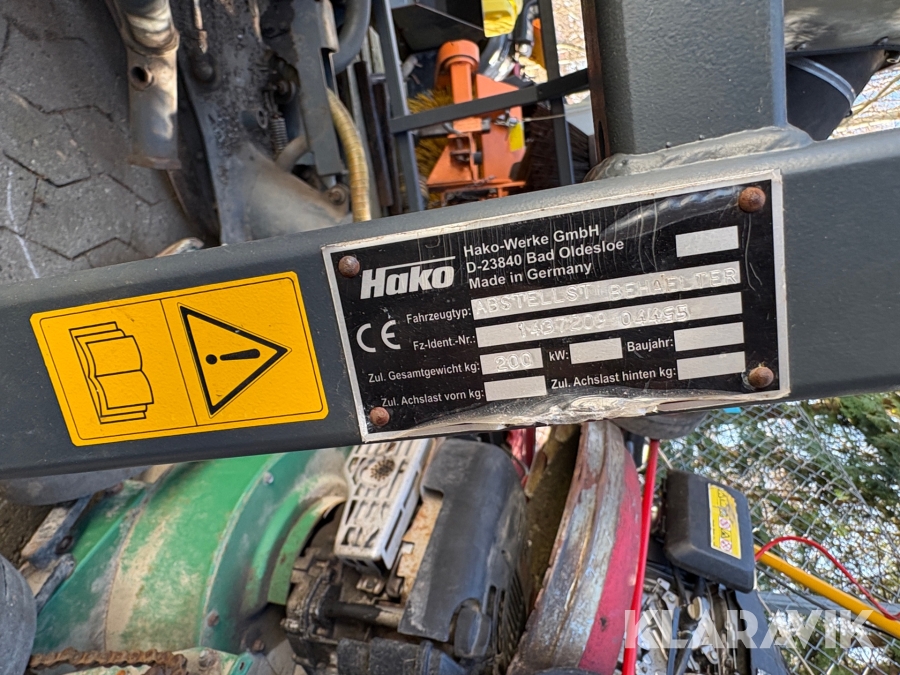 Hako
Hako-Werke GmbH
D-23840 Bad Oldesloe
Made in Germany
CE
Fahrzeugtyp:
Fz-Ident.-Nr.:
Zul. Gesamtgewicht kg: 200 kW: Baujahr:
Zul. Achslast vorn kg: Zul. Achslast hinten kg:
KLARAVIK